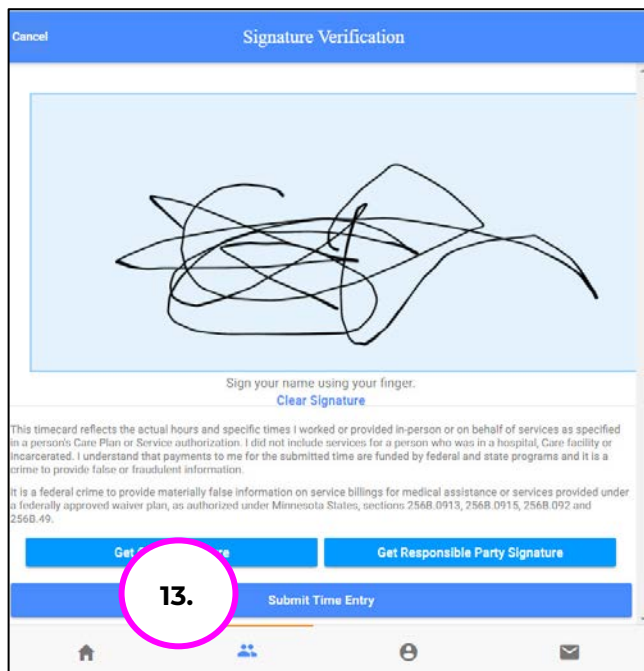 Cancel
Signature Verification
Sign your name using your finger.
Clear Signature
This timecard reflects the actual hours and specific times I worked or provided in-person or on behalf of services as specified
in a person's Care Plan or Service authorization. I did not include services for a person who was in a hospital, Care facility or
incarcerated. I understand that payments to me for the submitted time are funded by federal and state programs and it is a
crime to provide false or fraudulent information.
It is a federal crime to provide materially false information on service billings for medical assistance or services provided under
a federally approved waiver plan, as authorized under Minnesota States, sections 256B.0913, 256B.0915, 256B.092 and
256B.49.
Get
Get Responsible Party Signature
13.
Submit Time Entry